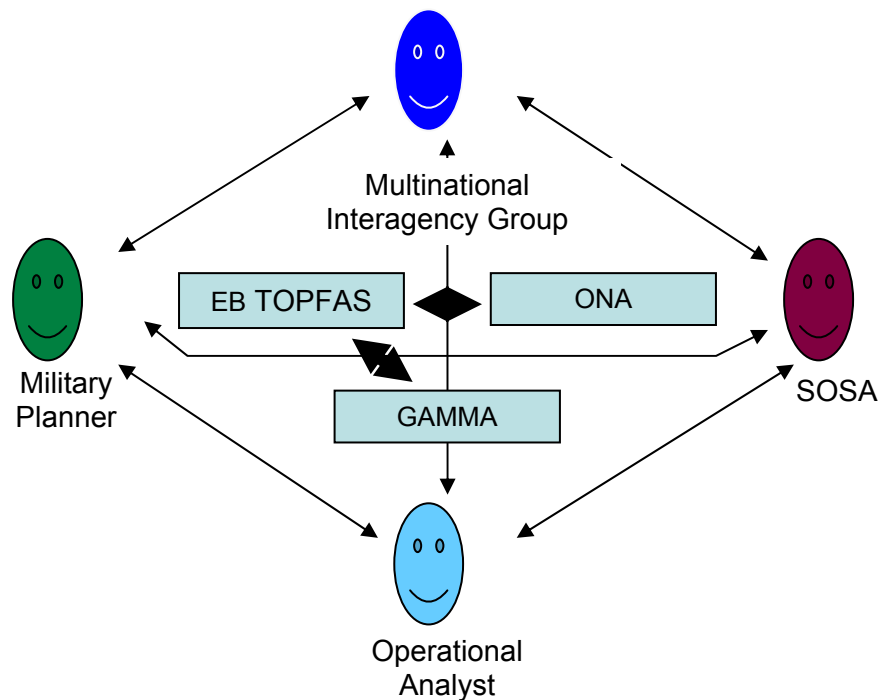 Multinational
Interagency Group
EB TOPFAS
ONA
Military
Planner
SOSA
GAMMA
Operational
Analyst